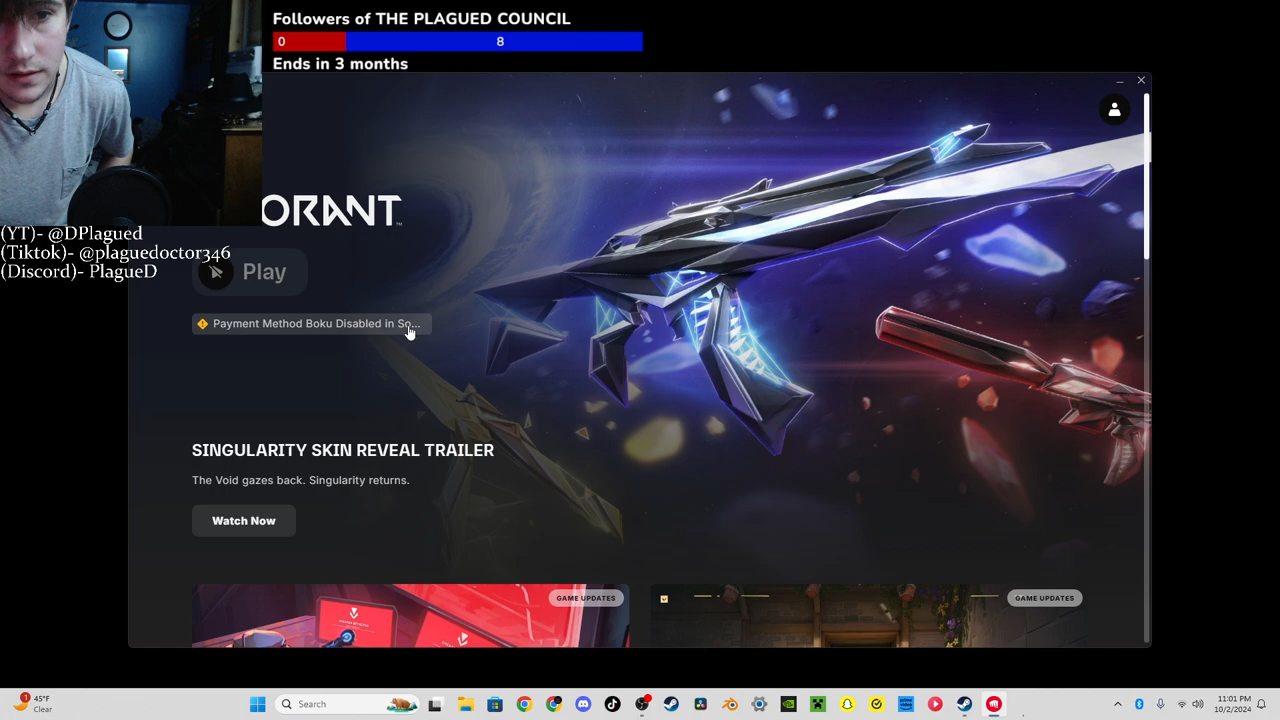 Followers of THE PLAGUED COUNCIL
0 8
Ends in 3 months
(YT)- @DPlagued
(Tiktok)- @plaguedoctor346
(Discord)- PlagueD
ORANT
Play
Payment Method Boku Disabled in So...
SINGULARITY SKIN REVEAL TRAILER
The Void gazes back. Singularity returns.
Watch Now
GAME UPDATES
GAME UPDATES
1
45°F
Clear
Search
11:01 PM
10/2/2024